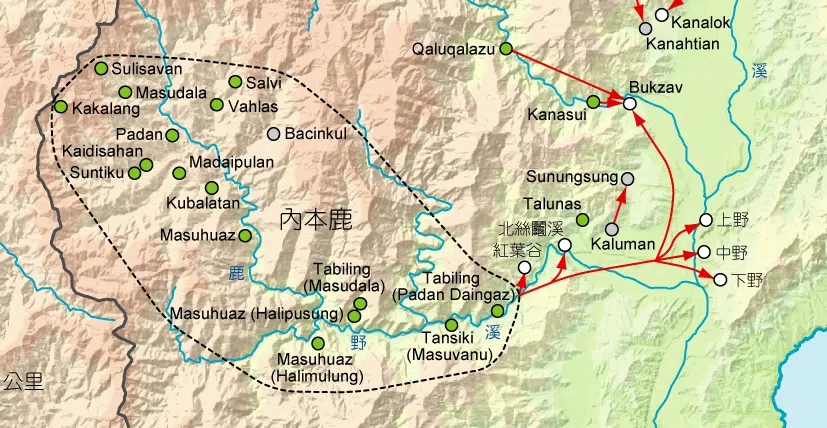 Kanalok
Kanahtian
Qaluqalazu
溪
Sulisavan
Salvi
Masudala
Bukzav
Kakalang
Vahlas
Kanasui
Padan
Bacinkul
Kaidisahan
Madaipulan
Suntiku
Sunungsung
Kubalatan
Talunas
內本鹿
上野
北絲鬮溪
Masuhuaz
Kaluman
紅葉谷
中野
鹿
Tabiling
(Masudala)
Tabiling
(Padan Daingaz)
下野
Masuhuaz (Halipusung)
野
溪
Tansiki
(Masuvanu)
Masuhuaz
(Halimulung)
公里